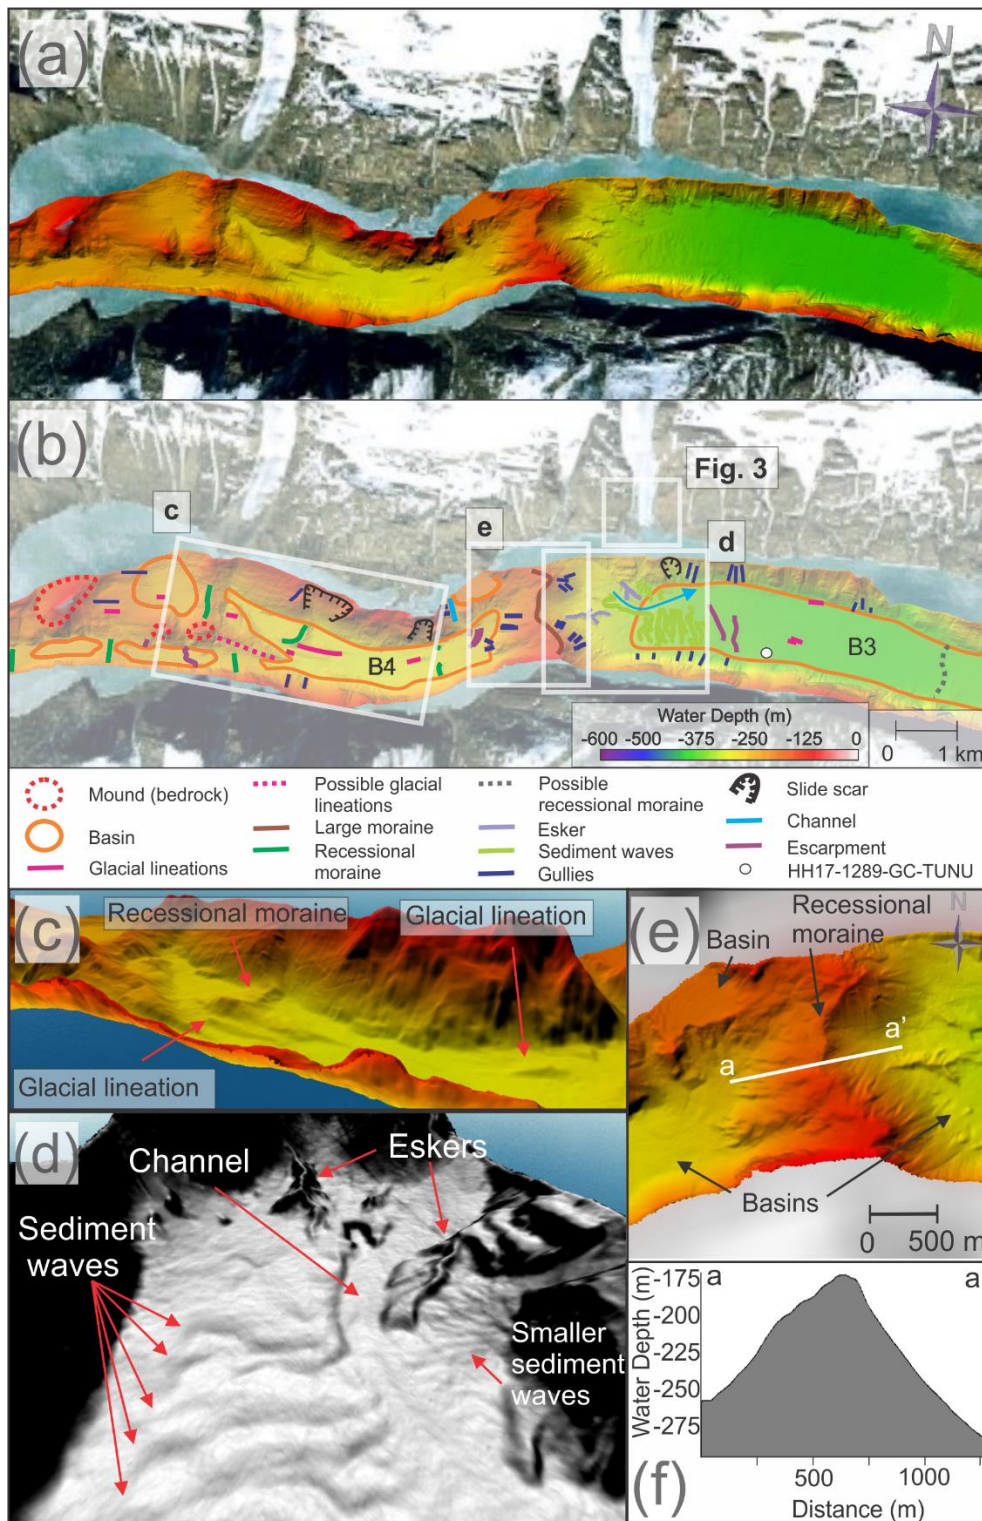 (a)
N
(b)
Fig. 3
c
e
d
B4
B3
Water Depth (m)
-600 -500 -375 -250 -125 0
0 1 km
Mound (bedrock)
Basin
Glacial lineations
Possible glacial
lineations
Large moraine
Recessional
moraine
Possible
recessional moraine
Esker
Sediment waves
Gullies
Slide scar
Channel
Escarpment
HH17-1289-GC-TUNU
(c)
Recessional moraine
Glacial lineation
Glacial lineation
(d)
Channel
Eskers
Sediment
waves
Smaller
sediment
waves
(e)
Recessional
moraine
Basin
N
a
a'
Basins
0 500 m
a
a'
Water Depth (m)
-175
-200
-225
-250
-275
500 1000
Distance (m)
(f)